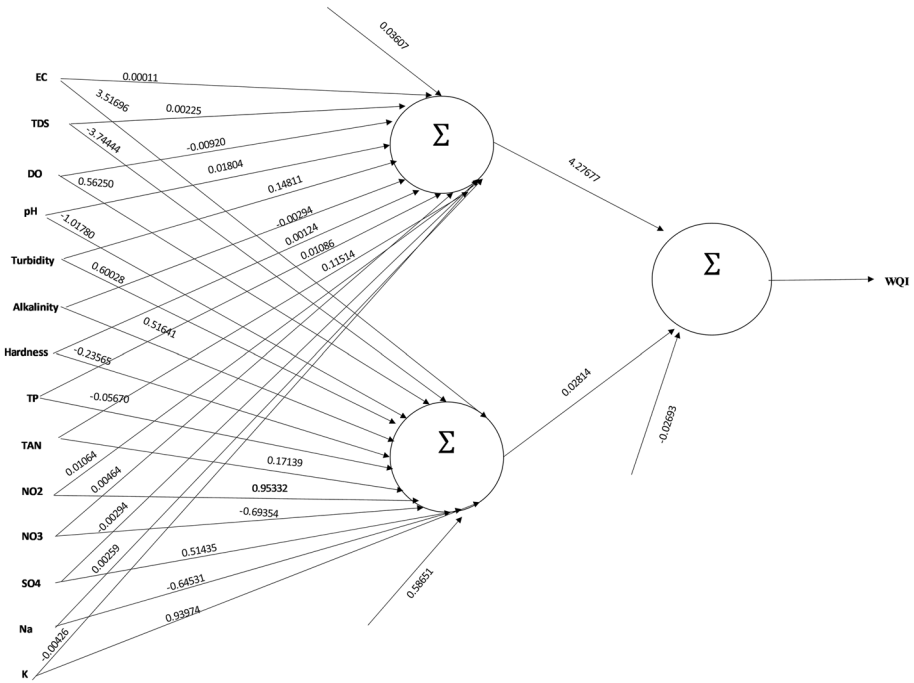 0.03607
EC
0.00011
3.51696
TDS
0.00225
-3.74444
-0.00920
DO
0.56250
0.01804
0.14811
pH
-1.01780
-0.00294
0.00124
0.01086
0.11514
Turbidity
0.60028
Alkalinity
0.51641
Hardness
-0.23565
TP
-0.05670
TAN
0.01064
0.17139
NO2
0.00464
0.95332
NO3
-0.00294
-0.69354
SO4
0.00259
0.51435
-0.64531
Na
-0.00426
0.93974
K
0.58651
Σ
Σ
4.27677
0.02814
-0.02693
Σ
WQI